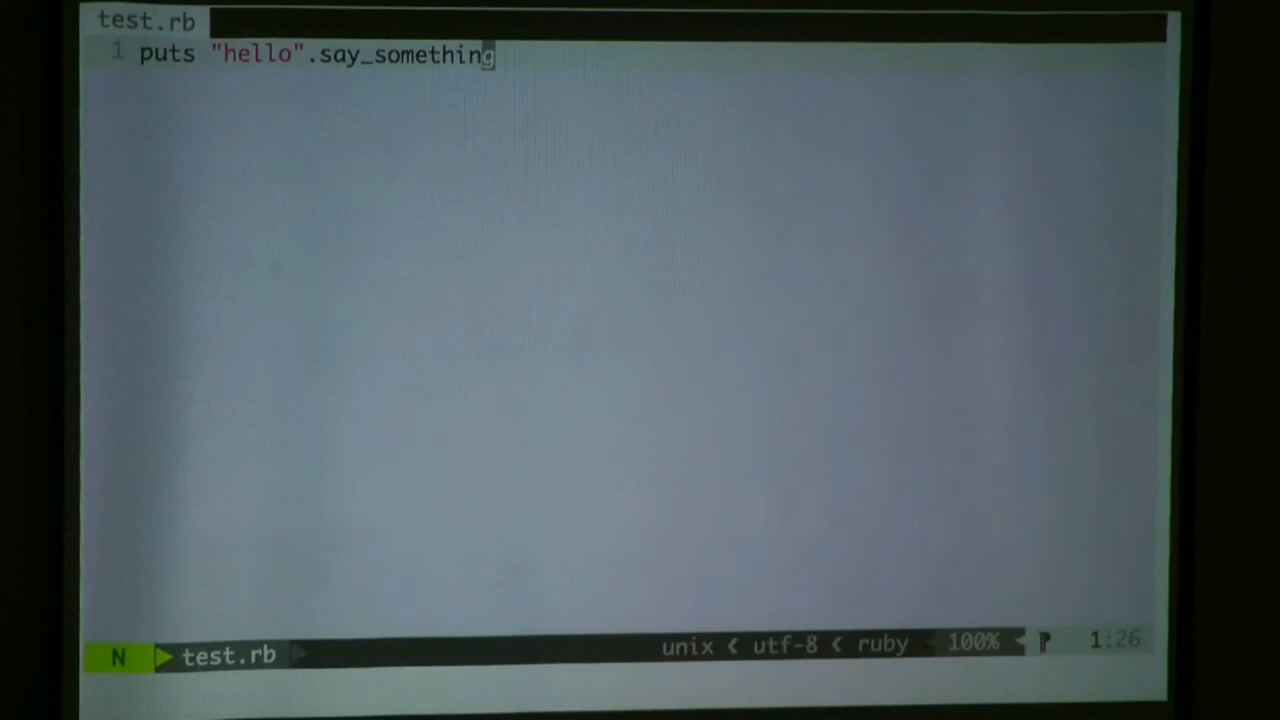 test.rb
1 puts "hello".say_something
N test.rb unix utf-8 ruby 100% 1:26